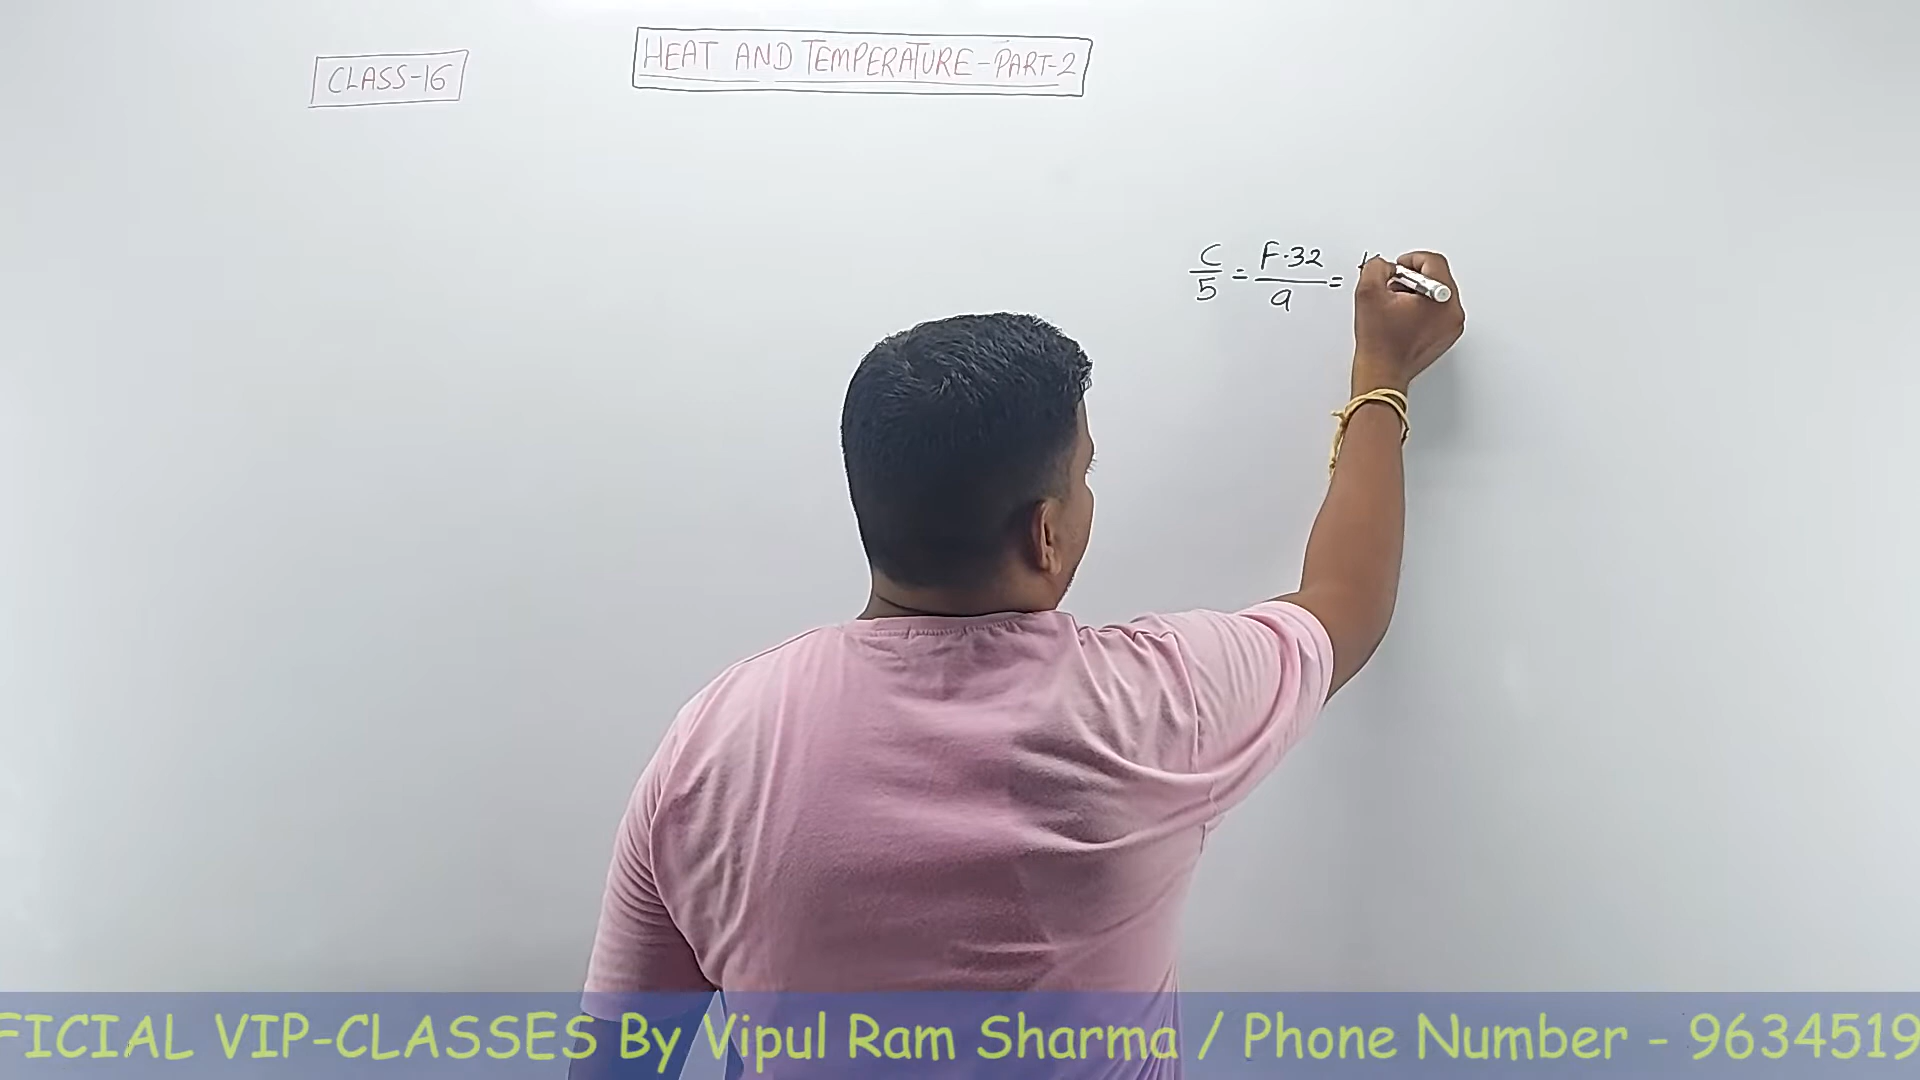 CLASS-16
HEAT AND TEMPERATURE-PART-2
C/5 = F-32/9 =
FICIAL VIP-CLASSES By Vipul Ram Sharma / Phone Number - 9634519